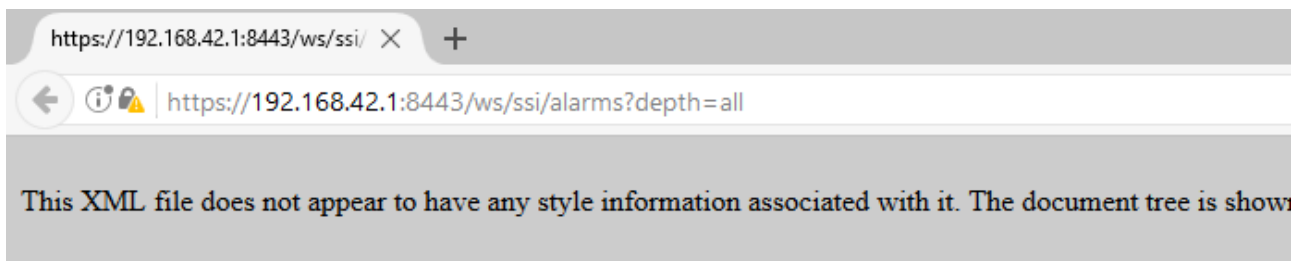 https://192.168.42.1:8443/ws/ssi/
https://192.168.42.1:8443/ws/ssi/alarms?depth=all
This XML file does not appear to have any style information associated with it. The document tree is shown